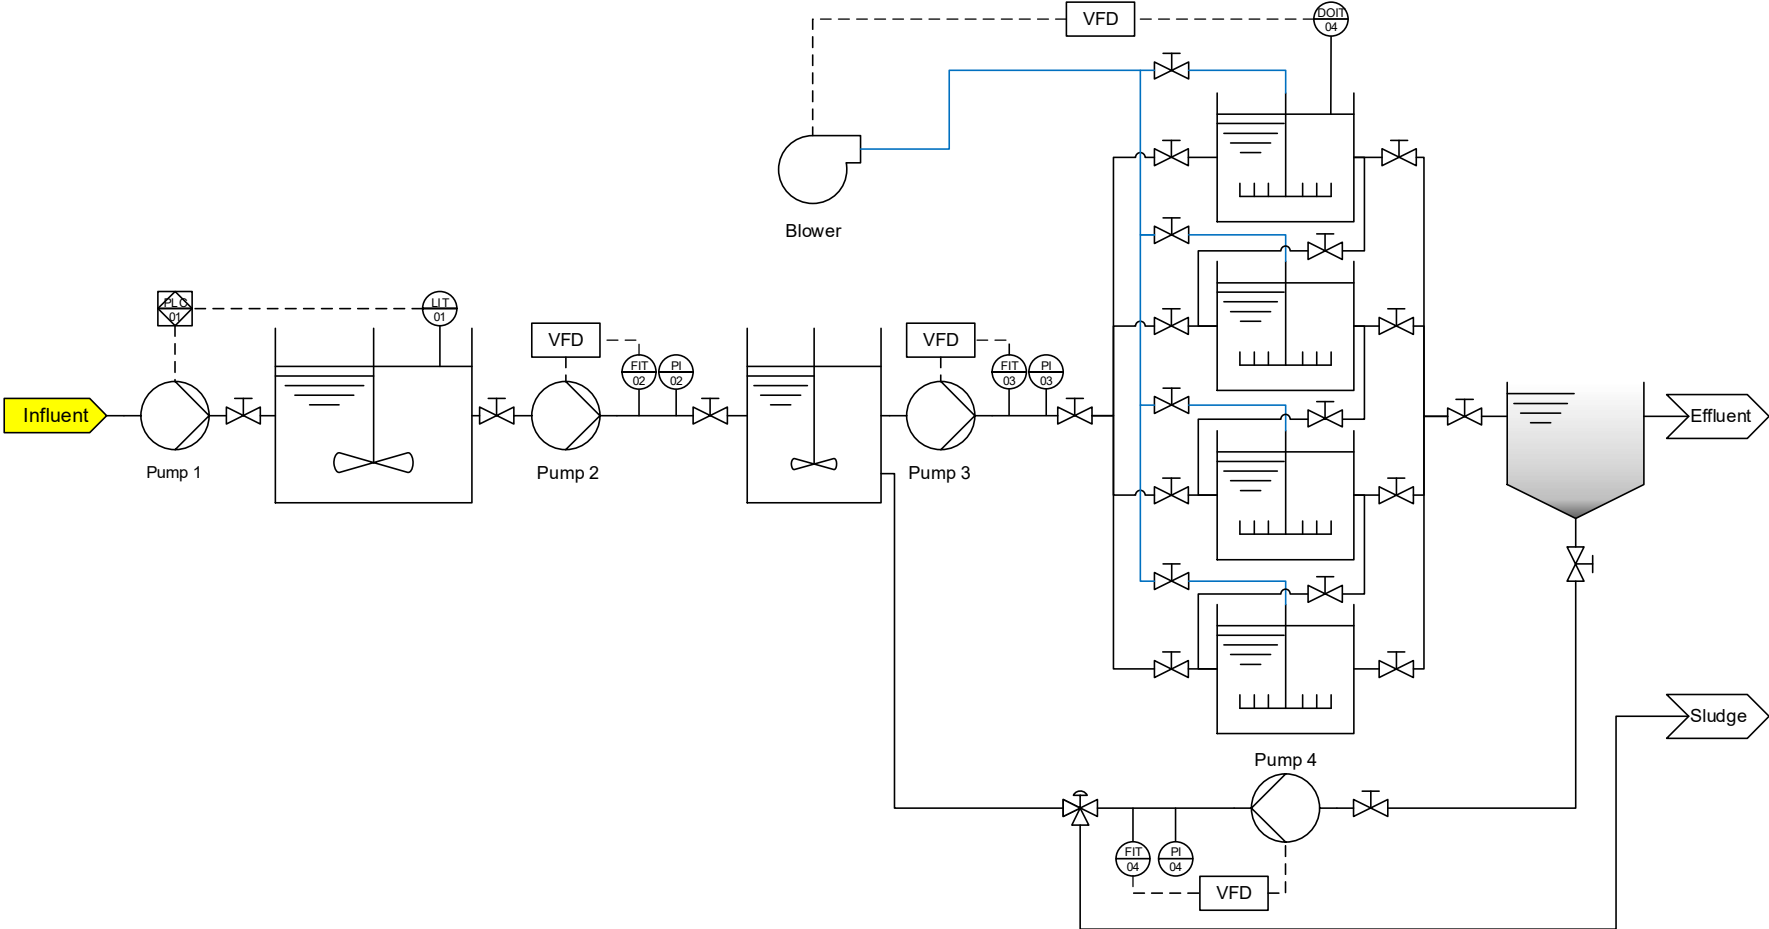 VFD
DOIT
04
Blower
PLC
01
LIT
01
VFD
FIT
02
PI
02
VFD
FIT
03
PI
03
Influent
Pump 1
Pump 2
Pump 3
Effluent
Sludge
Pump 4
FIT
04
PI
04
VFD